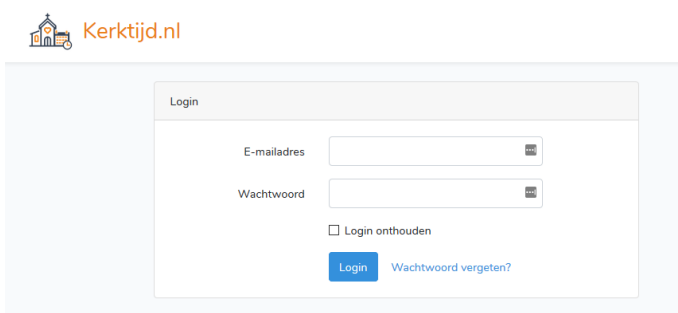 Kerktijd.nl
Login
E-mailadres
Wachtwoord
Login onthouden
Login Wachtwoord vergeten?